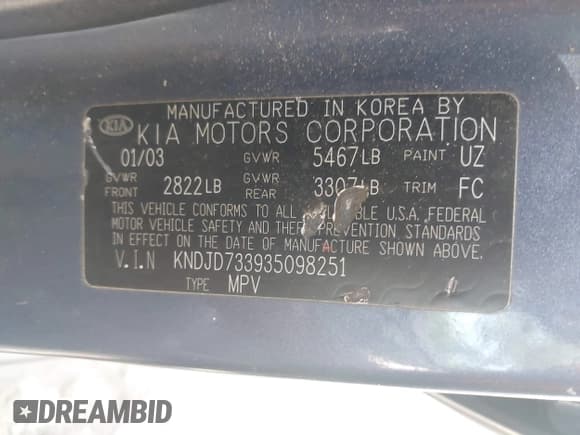 MANUFACTURED IN KOREA BY
KIA KIA MOTORS CORPORATION
01/03 GVWR 5467LB PAINT UZ
GVWR FRONT 2822LB GVWR REAR 3307LB TRIM FC
THIS VEHICLE CONFORMS TO ALL U.S.A. FEDERAL
MOTOR VEHICLE SAFETY AND THEFT PREVENTION STANDARDS
IN EFFECT ON THE DATE OF MANUFACTURE SHOWN ABOVE.
V.I.N KNDJD733935098251
TYPE MPV
DREAMBID